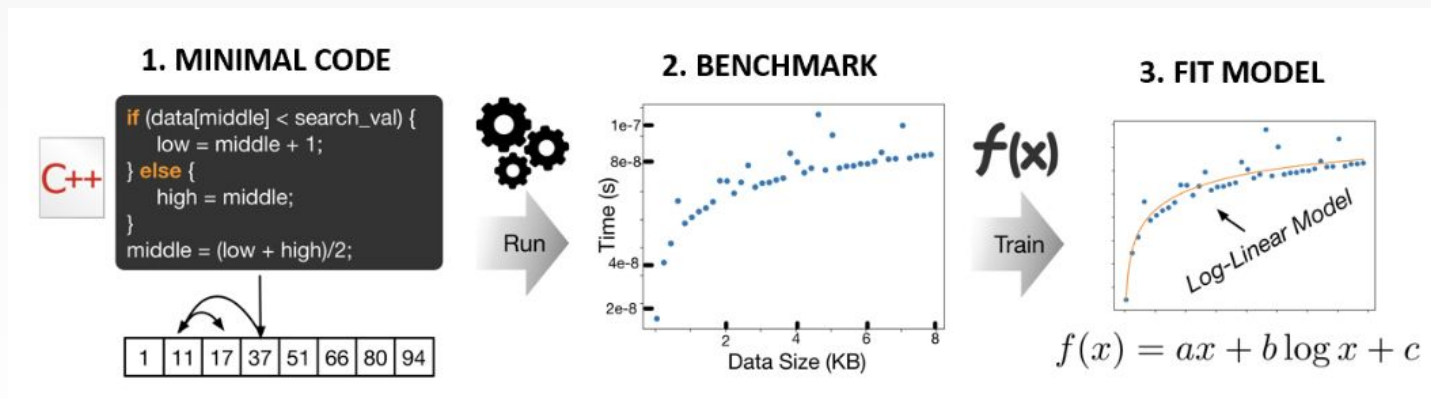 1. MINIMAL CODE
C++
if (data[middle] < search_val) {
low = middle + 1;
} else {
high = middle;
}
middle = (low + high)/2;
1 11 17 37 51 66 80 94
Run
2. BENCHMARK
Time (s)
1e-7
8e-8
4e-8
2e-8
2 4 6 8
Data Size (KB)
f(x)
Train
3. FIT MODEL
Log-Linear Model
f(x) = ax + b log x + c